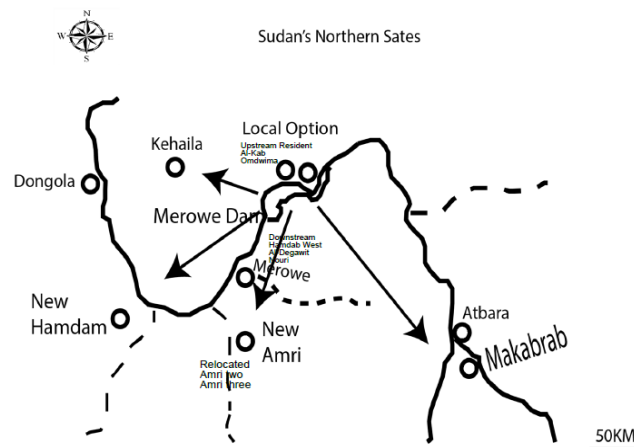 N
W E
S
Sudan's Northern Sates
Kehaila
Local Option
Upstream Resident
Al-Kab
Omdwima
Dongola
Merowe Dam
Downstream
Hamdab West
Al Degawit
Nouri
Merowe
New
Hamdam
New
Amri
Relocated
Amri two
Amri three
Atbara
Makabrab
50KM